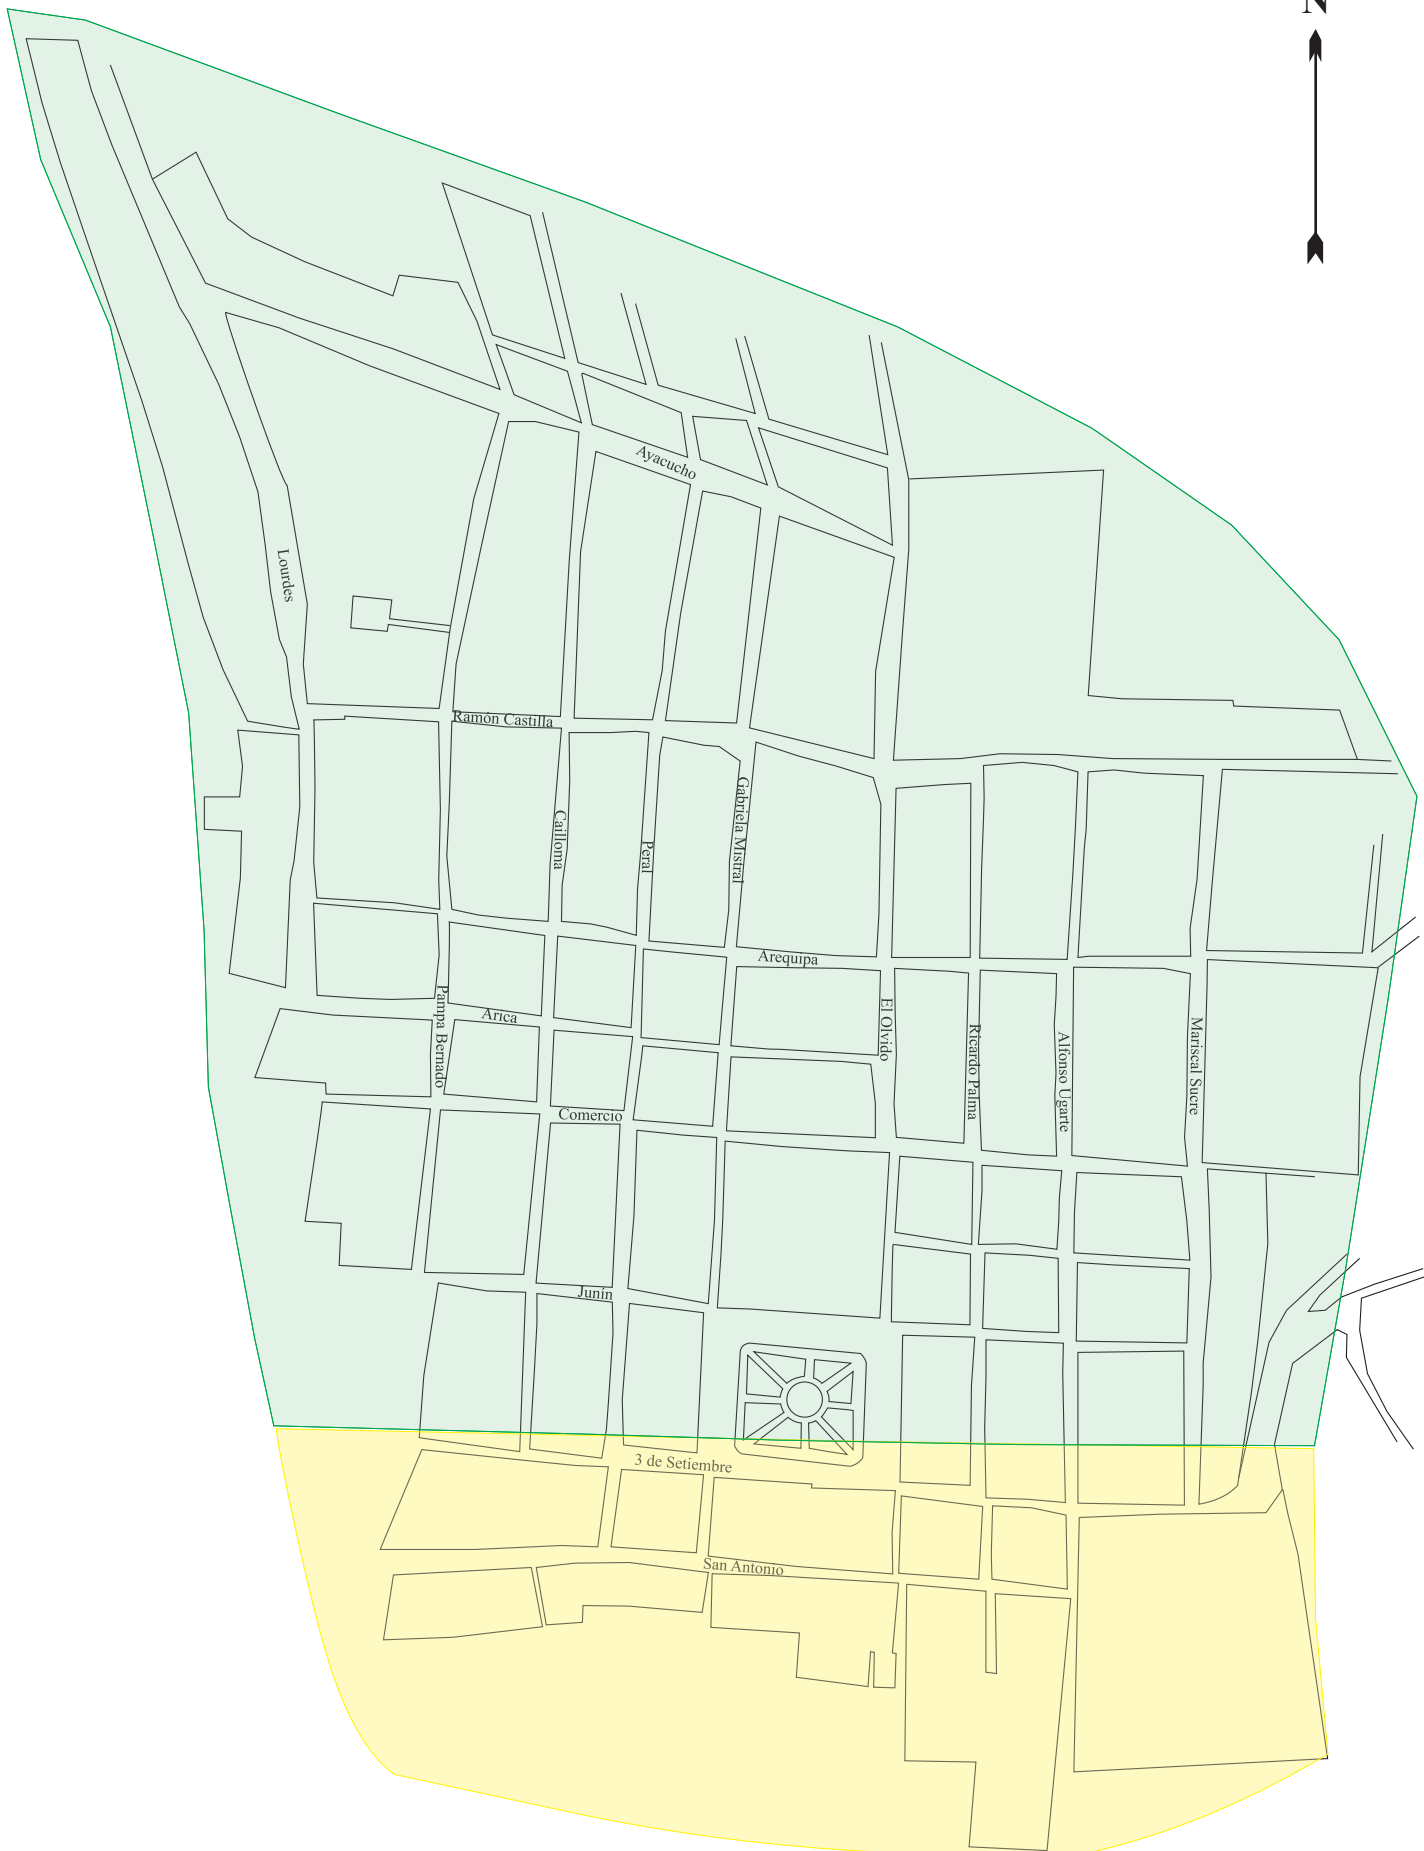 N
Ayacucho
Lourdes
Ramón Castilla
Cailloma
Peral
Gabriela Mistral
Arequipa
Pampa Bernado
Arica
El Olvido
Ricardo Palma
Alfonso Ugarte
Mariscal Sucre
Comercio
Junín
3 de Setiembre
San Antonio